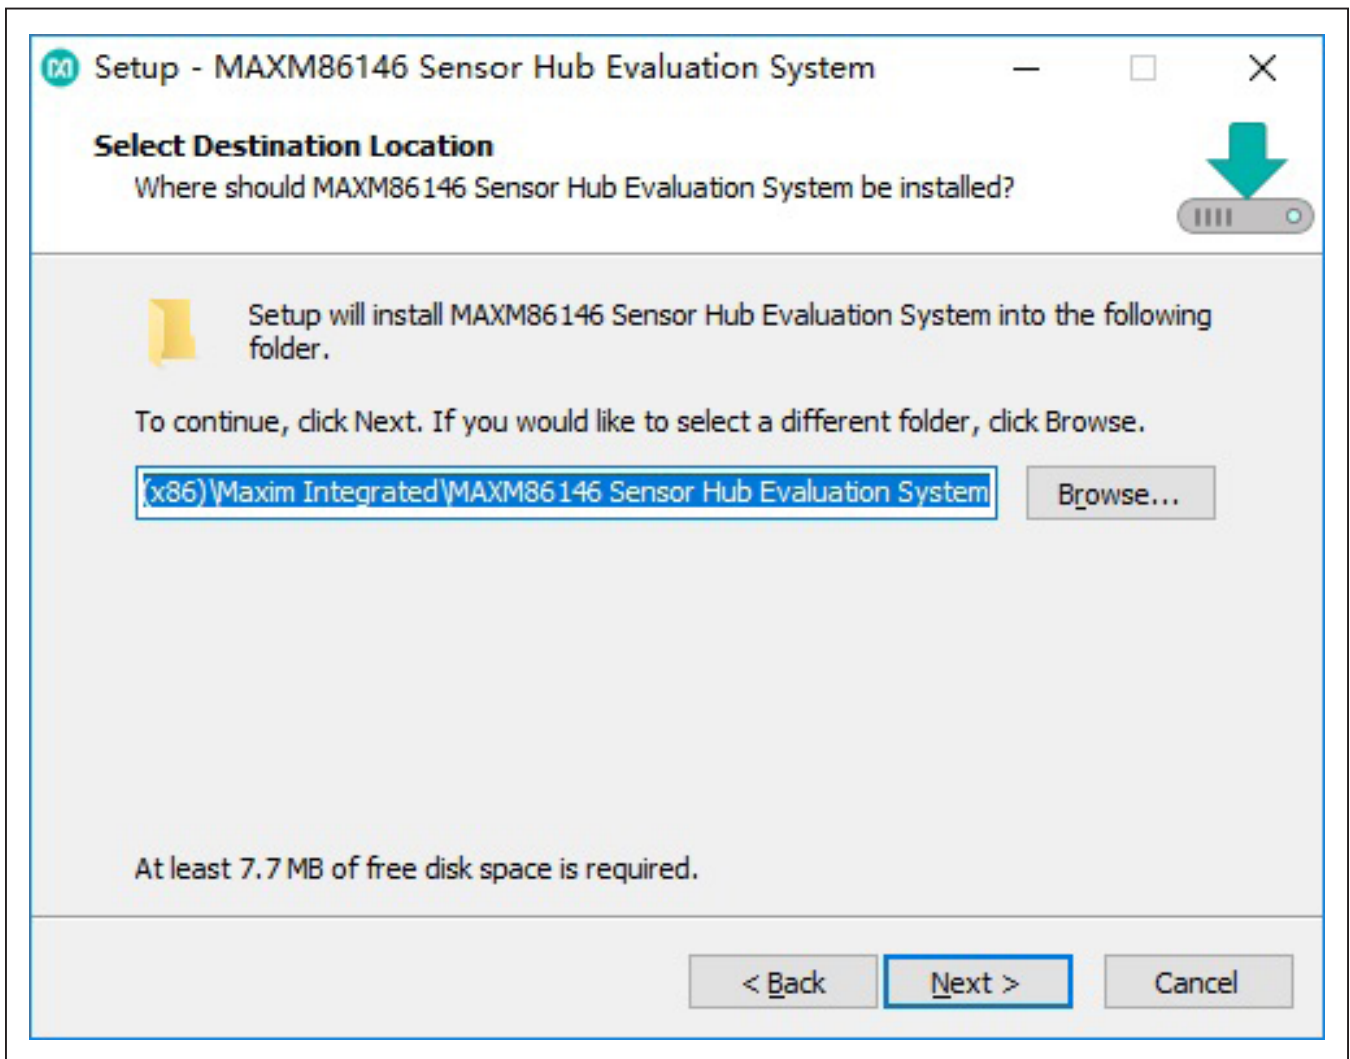 Setup - MAXM86146 Sensor Hub Evaluation System
Select Destination Location
Where should MAXM86146 Sensor Hub Evaluation System be installed?
Setup will install MAXM86146 Sensor Hub Evaluation System into the following
folder.
To continue, click Next. If you would like to select a different folder, click Browse.
(x86)\Maxim Integrated\MAXM86146 Sensor Hub Evaluation System
Browse...
At least 7.7 MB of free disk space is required.
< Back
Next >
Cancel